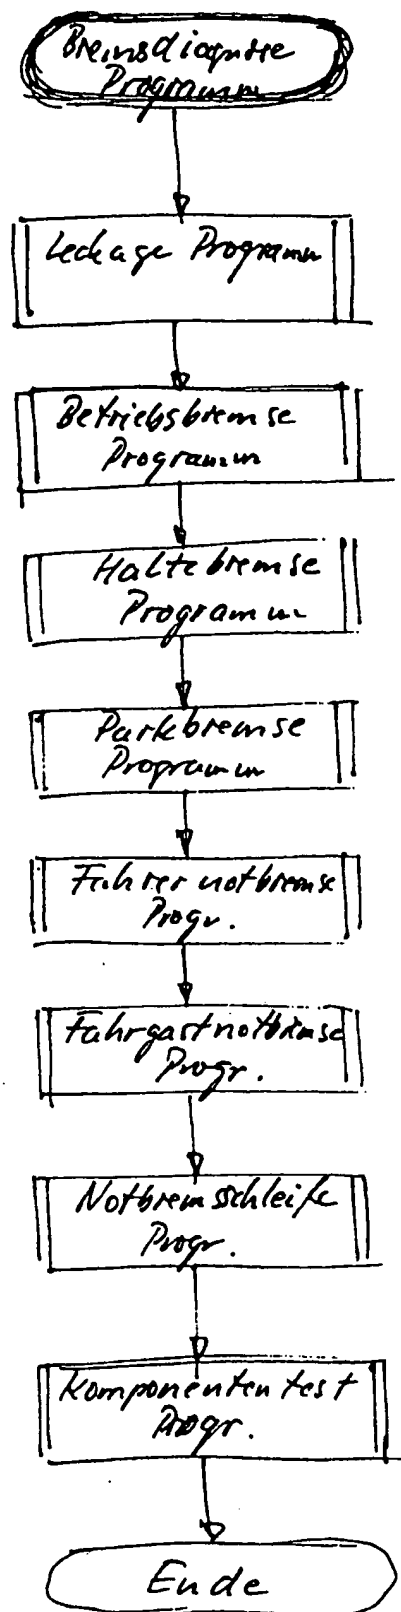 Bremsdiagnose
Programm
Leckage Programm
Betriebsbremse
Programm
Haltebremse
Programm
Parkbremse
Programm
Fahrernotbremse
Progr.
Fahrgastnotbremse
Progr.
Notbremsschleife
Progr.
Komponententest
Progr.
Ende